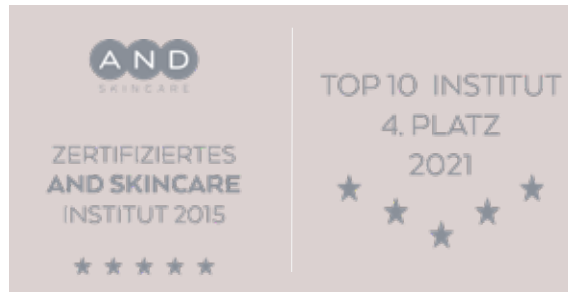 AND
SKINCARE
ZERTIFIZIERTES
AND SKINCARE
INSTITUT 2015
TOP 10 INSTITUT
4. PLATZ
2021